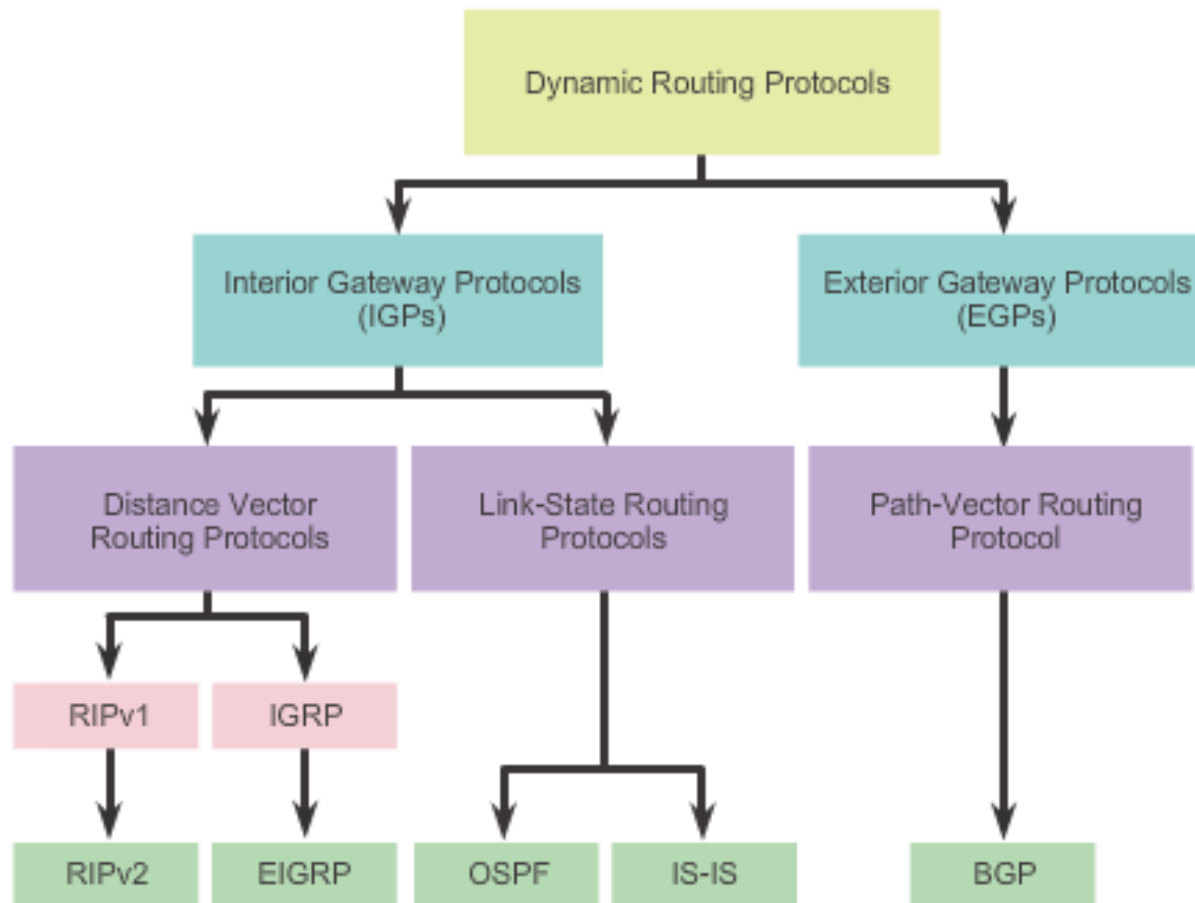 Dynamic Routing Protocols
Interior Gateway Protocols
(IGPs)
Exterior Gateway Protocols
(EGPs)
Distance Vector
Routing Protocols
Link-State Routing
Protocols
Path-Vector Routing
Protocol
RIPv1
IGRP
RIPv2
EIGRP
OSPF
IS-IS
BGP